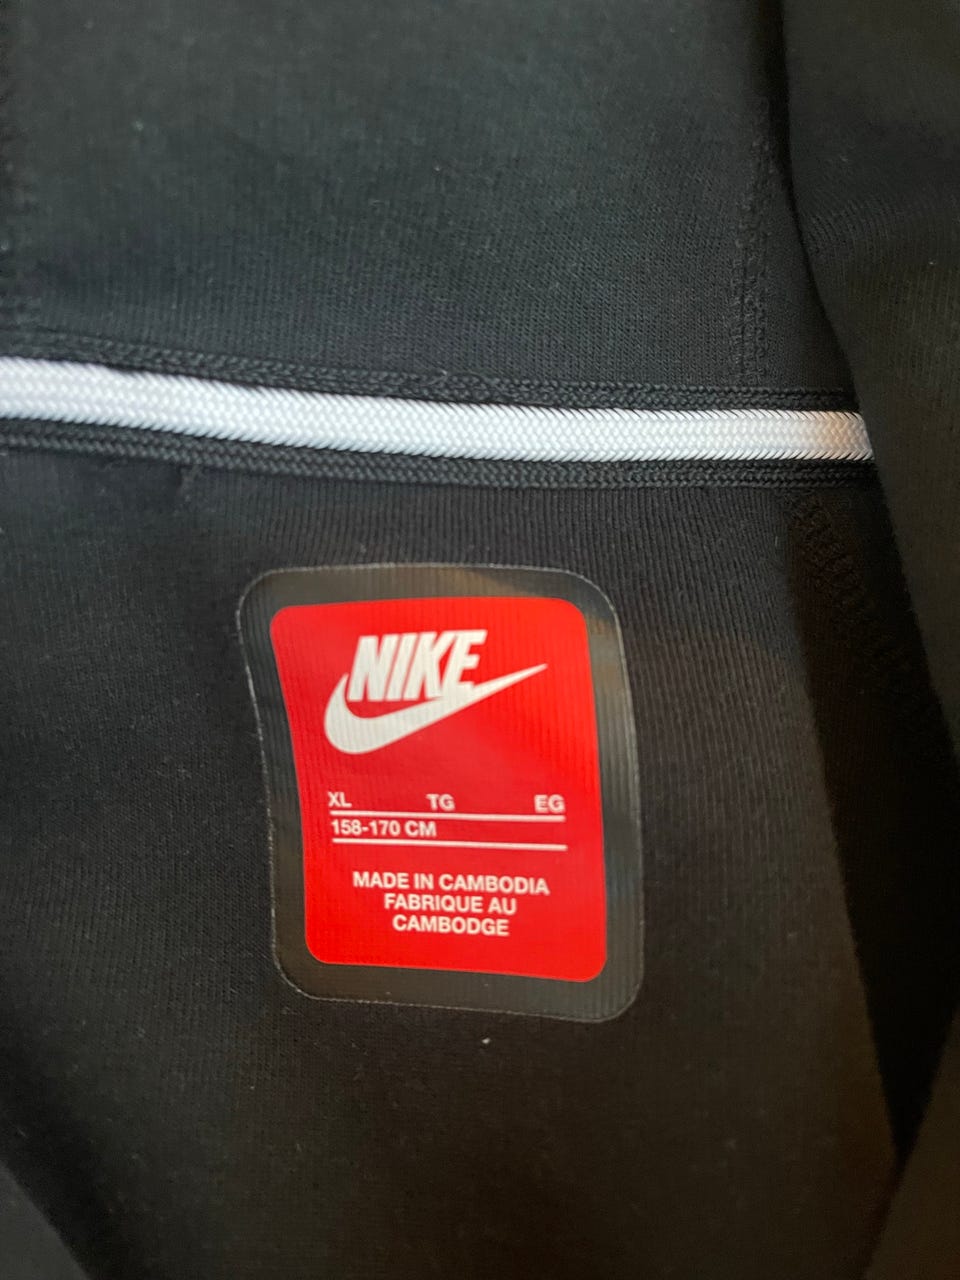 NIKE
XL TG EG
158-170 CM
MADE IN CAMBODIA
FABRIQUE AU
CAMBODGE